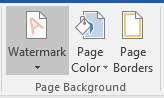 Watermark
Page Color
Page Borders
Page Background